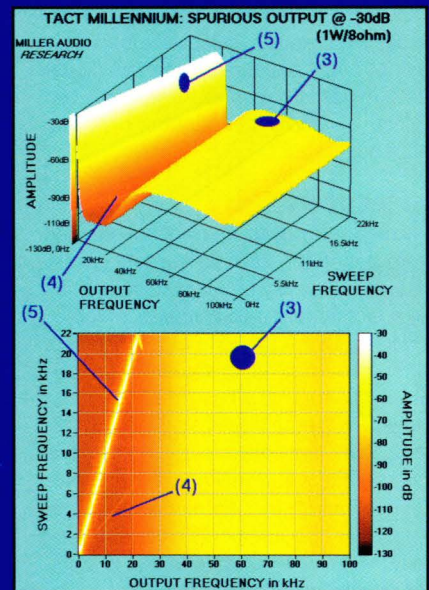 TACT MILLENNIUM: SPURIOUS OUTPUT @ -30dB
(1W/8ohm)
MILLER AUDIO
RESEARCH
(5)
(3)
-30dB
-60dB
-90dB
-110dB
-130dB, 0Hz
AMPLITUDE
(4)
20kHz
40kHz
60kHz
80kHz
100kHz
OUTPUT
FREQUENCY
0Hz
5.5kHz
11kHz
16.5kHz
22kHz
SWEEP
FREQUENCY
(5)
(3)
(4)
SWEEP FREQUENCY in kHz
22
20
18
16
14
12
10
8
6
4
2
0
0 10 20 30 40 50 60 70 80 90 100
OUTPUT FREQUENCY in kHz
-30
-40
-50
-60
-70
-80
-90
-100
-110
-120
-130
AMPLITUDE in dB